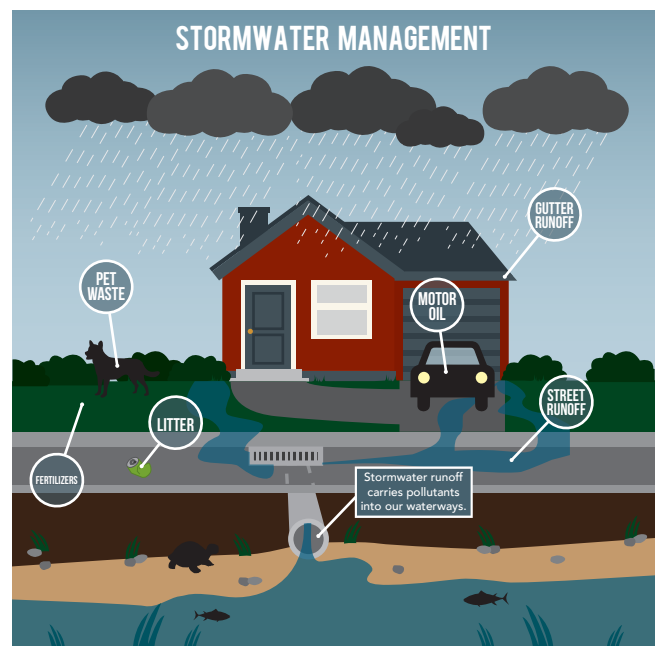 STORMWATER MANAGEMENT
GUTTER
RUNOFF
PET
WASTE
MOTOR
OIL
STREET
RUNOFF
LITTER
FERTILIZERS
Stormwater runoff
carries pollutants
into our waterways.